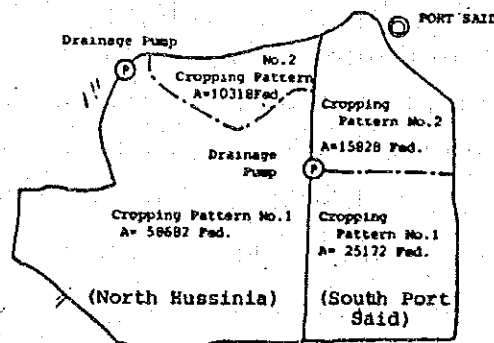 PORT SAID
Drainage Pump
P
No.2
Cropping Pattern
A=10318Fed.
Cropping
Pattern No.2
A=15828 Fed.
Drainage
Pump
P
Cropping Pattern No.1
A= 58682 Fed.
Cropping
Pattern No.1
A= 25172 Fed.
(North Hussinia)
(South Port
Said)